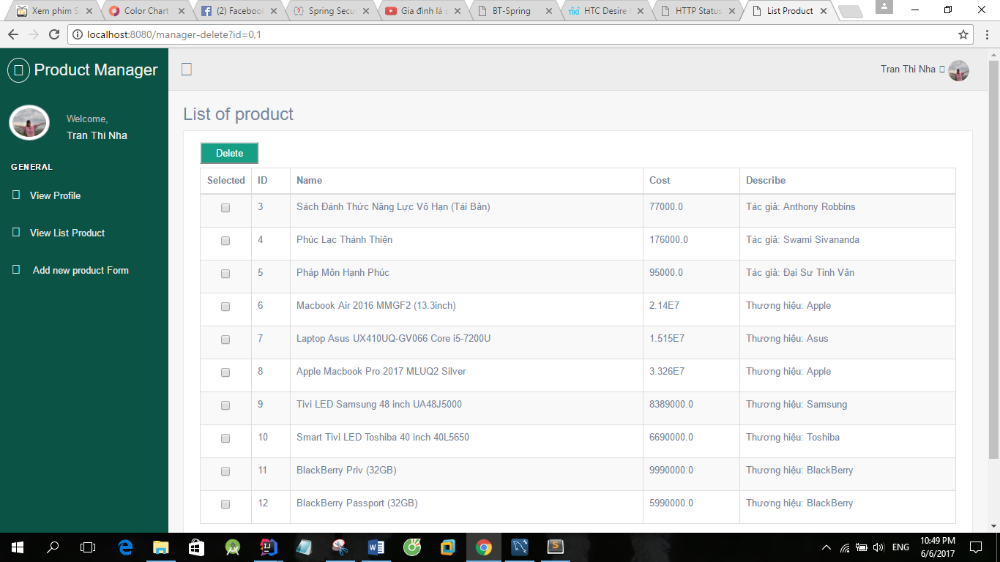 Xem phim S
Color Chart
(2) Facebook
Spring Secu
Gia đình là s
BT-Spring
HTC Desire
HTTP Status
List Product
localhost:8080/manager-delete?id=0,1
Product Manager
Tran Thi Nha
Welcome,
Tran Thi Nha
GENERAL
View Profile
View List Product
Add new product Form
List of product
Delete
Selected ID Name Cost Describe
3 Sách Đánh Thức Năng Lực Vô Hạn (Tái Bản) 77000.0 Tác giả: Anthony Robbins
4 Phúc Lạc Thánh Thiện 176000.0 Tác giả: Swami Sivananda
5 Pháp Môn Hạnh Phúc 95000.0 Tác giả: Đại Sư Tinh Vân
6 Macbook Air 2016 MMGF2 (13.3inch) 2.14E7 Thương hiệu: Apple
7 Laptop Asus UX410UQ-GV066 Core i5-7200U 1.515E7 Thương hiệu: Asus
8 Apple Macbook Pro 2017 MLUQ2 Silver 3.326E7 Thương hiệu: Apple
9 Tivi LED Samsung 48 inch UA48J5000 8389000.0 Thương hiệu: Samsung
10 Smart Tivi LED Toshiba 40 inch 40L5650 6690000.0 Thương hiệu: Toshiba
11 BlackBerry Priv (32GB) 9990000.0 Thương hiệu: BlackBerry
12 BlackBerry Passport (32GB) 5990000.0 Thương hiệu: BlackBerry
ENG
10:49 PM
6/6/2017